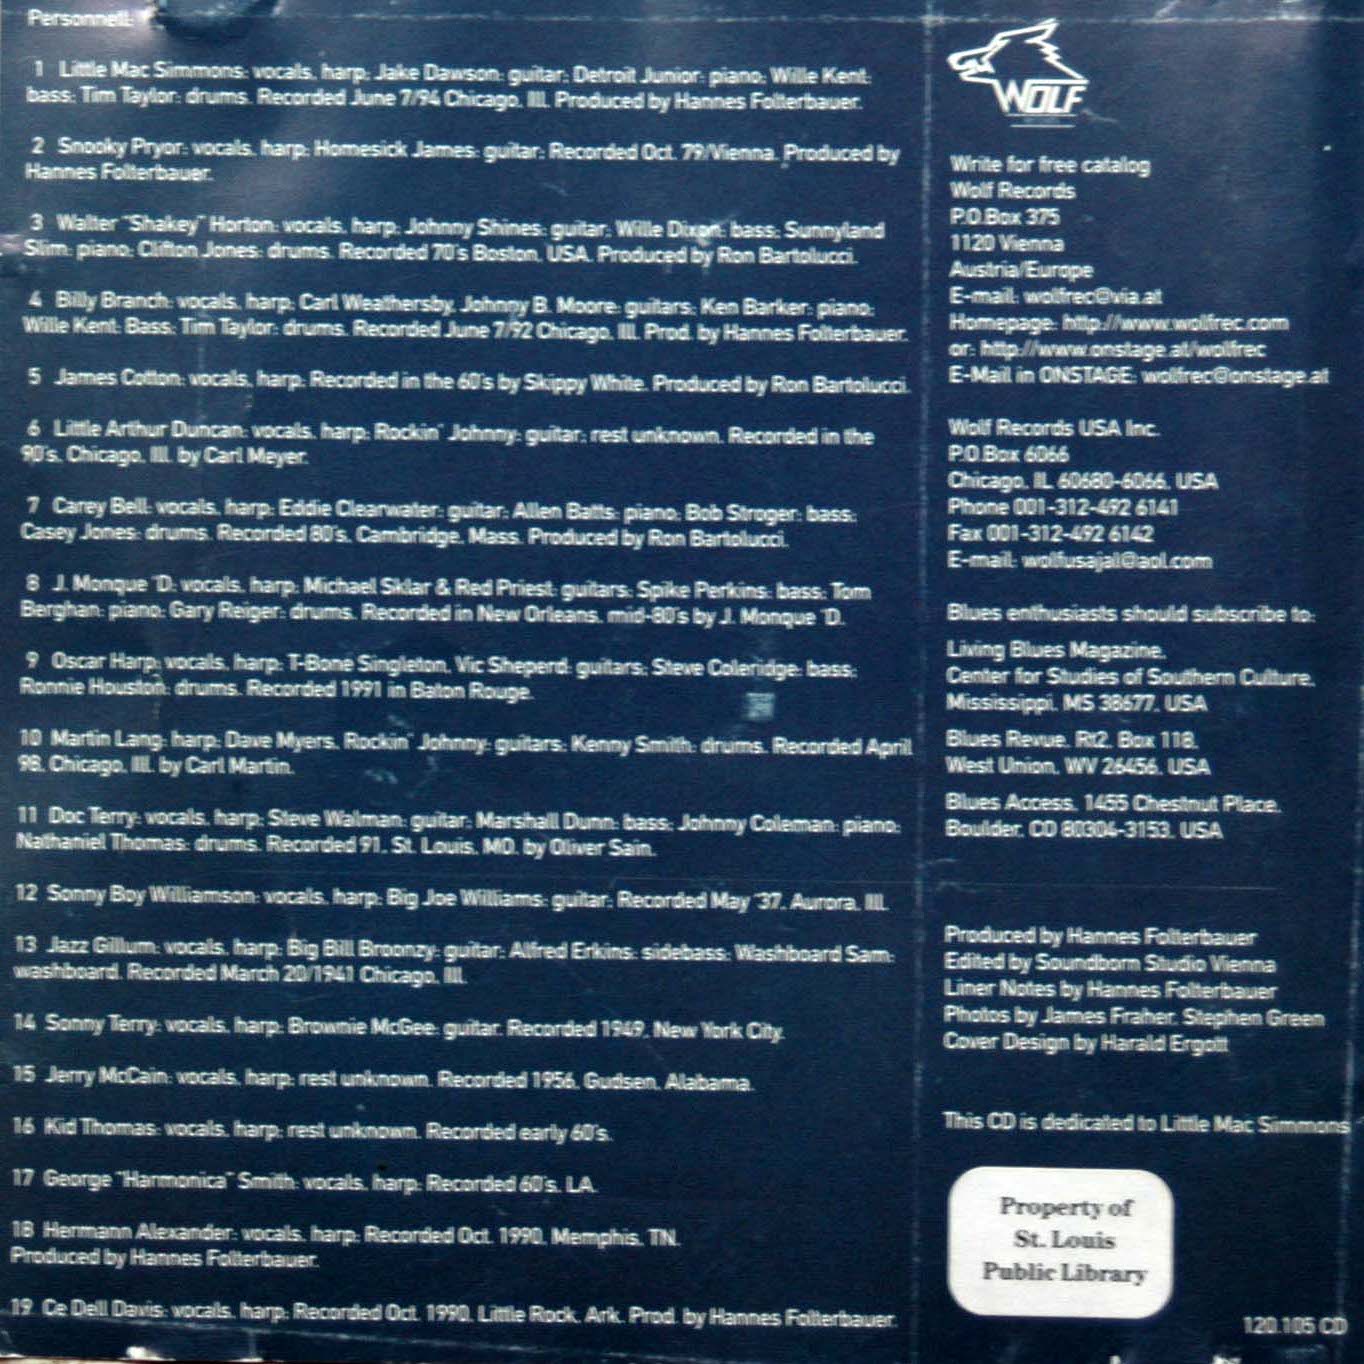 Personnell:
1 Little Mac Simmons: vocals, harp; Jake Dawson: guitar; Detroit Junior: piano; Wille Kent:
bass; Tim Taylor: drums. Recorded June 7/94 Chicago, Ill. Produced by Hannes Folterbauer.
2 Snooky Pryor: vocals, harp; Homesick James: guitar; Recorded Oct. 79/Vienna. Produced by
Hannes Folterbauer.
3 Walter "Shakey" Horton: vocals, harp; Johnny Shines: guitar; Wille Dixon: bass; Sunnyland
Slim: piano; Clifton Jones: drums. Recorded 70's Boston, USA. Produced by Ron Bartolucci.
4 Billy Branch: vocals, harp; Carl Weathersby, Johnny B. Moore: guitars; Ken Barker: piano;
Wille Kent: Bass; Tim Taylor: drums. Recorded June 7/92 Chicago, Ill. Prod. by Hannes Folterbauer.
5 James Cotton: vocals, harp; Recorded in the 60's by Skippy White. Produced by Ron Bartolucci.
6 Little Arthur Duncan: vocals, harp; Rockin' Johnny: guitar; rest unknown. Recorded in the
90's, Chicago, Ill. by Carl Meyer.
7 Carey Bell: vocals, harp; Eddie Clearwater: guitar; Allen Batts: piano; Bob Stroger: bass;
Casey Jones: drums. Recorded 80's, Cambridge, Mass. Produced by Ron Bartolucci.
8 J. Monque 'D: vocals, harp; Michael Sklar & Red Priest: guitars; Spike Perkins: bass; Tom
Berghan: piano; Gary Reiger: drums. Recorded in New Orleans, mid-80's by J. Monque 'D.
9 Oscar Harp: vocals, harp; T-Bone Singleton, Vic Sheperd: guitars; Steve Coleridge: bass;
Ronnie Houston: drums. Recorded 1991 in Baton Rouge.
10 Martin Lang: harp; Dave Myers, Rockin' Johnny: guitars; Kenny Smith: drums. Recorded April
98, Chicago, Ill. by Carl Martin.
11 Doc Terry: vocals, harp; Steve Walman: guitar; Marshall Dunn: bass; Johnny Coleman: piano;
Nathaniel Thomas: drums. Recorded 91, St. Louis, MO. by Oliver Sain.
12 Sonny Boy Williamson: vocals, harp; Big Joe Williams: guitar; Recorded May '37, Aurora, Ill.
13 Jazz Gillum: vocals, harp; Big Bill Broonzy: guitar; Alfred Erkins: sidebass; Washboard Sam:
washboard. Recorded March 20/1941 Chicago, Ill.
14 Sonny Terry: vocals, harp; Brownie McGee: guitar. Recorded 1949, New York City.
15 Jerry McCain: vocals, harp; rest unknown. Recorded 1956, Gudsen, Alabama.
16 Kid Thomas: vocals, harp; rest unknown. Recorded early 60's.
17 George "Harmonica" Smith: vocals, harp; Recorded 60's, LA.
18 Hermann Alexander: vocals, harp; Recorded Oct. 1990, Memphis, TN.
Produced by Hannes Folterbauer.
19 Ce Dell Davis: vocals, harp; Recorded Oct. 1990, Little Rock, Ark. Prod. by Hannes Folterbauer.
WOLF
Write for free catalog
Wolf Records
P.O.Box 375
1120 Vienna
Austria/Europe
E-mail: wolfrec@via.at
Homepage: http://www.wolfrec.com
or: http://www.onstage.at/wolfrec
E-Mail in ONSTAGE: wolfrec@onstage.at
Wolf Records USA Inc.
P.O.Box 6066
Chicago, IL 60680-6066, USA
Phone 001-312-492 6141
Fax 001-312-492 6142
E-mail: wolfusajal@aol.com
Blues enthusiasts should subscribe to:
Living Blues Magazine,
Center for Studies of Southern Culture,
Mississippi, MS 38677, USA
Blues Revue, Rt2, Box 118,
West Union, WV 26456, USA
Blues Access, 1455 Chestnut Place,
Boulder, CO 80304-3153, USA
Produced by Hannes Folterbauer
Edited by Soundborn Studio Vienna
Liner Notes by Hannes Folterbauer
Photos by James Fraher, Stephen Green
Cover Design by Harald Ergott
This CD is dedicated to Little Mac Simmons
Property of
St. Louis
Public Library
120.105 CD